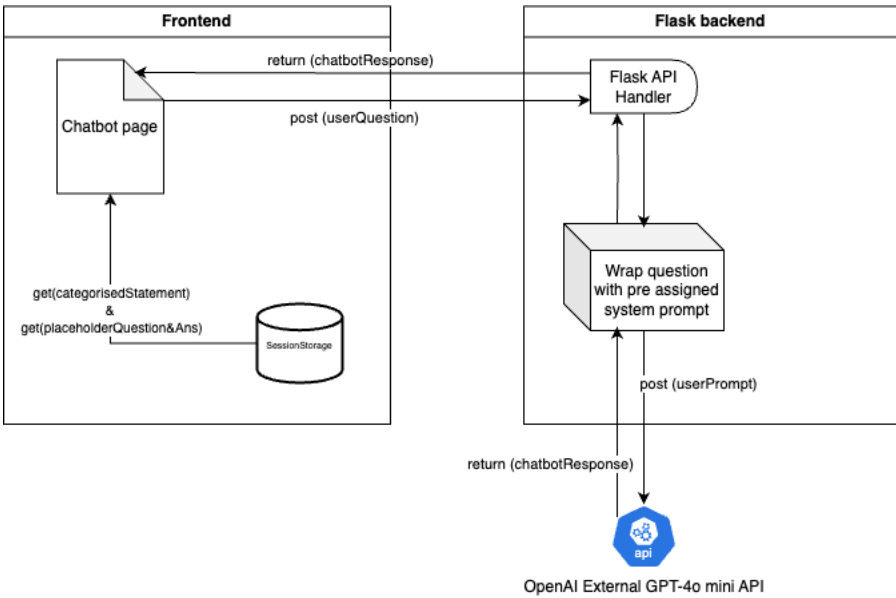 Frontend
Flask backend
return (chatbotResponse)
Flask API
Handler
post (userQuestion)
Chatbot page
Wrap question
with pre assigned
system prompt
get(categorisedStatement)
&
get(placeholderQuestion&Ans)
SessionStorage
post (userPrompt)
return (chatbotResponse)
api
OpenAI External GPT-4o mini API